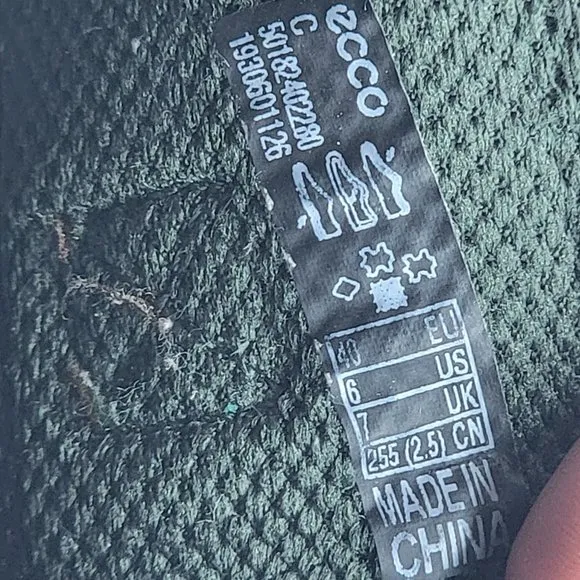 ecco
C
50182402280
1930601126
40 EU
6 US
7 UK
255 (2.5) CN
MADE IN
CHINA